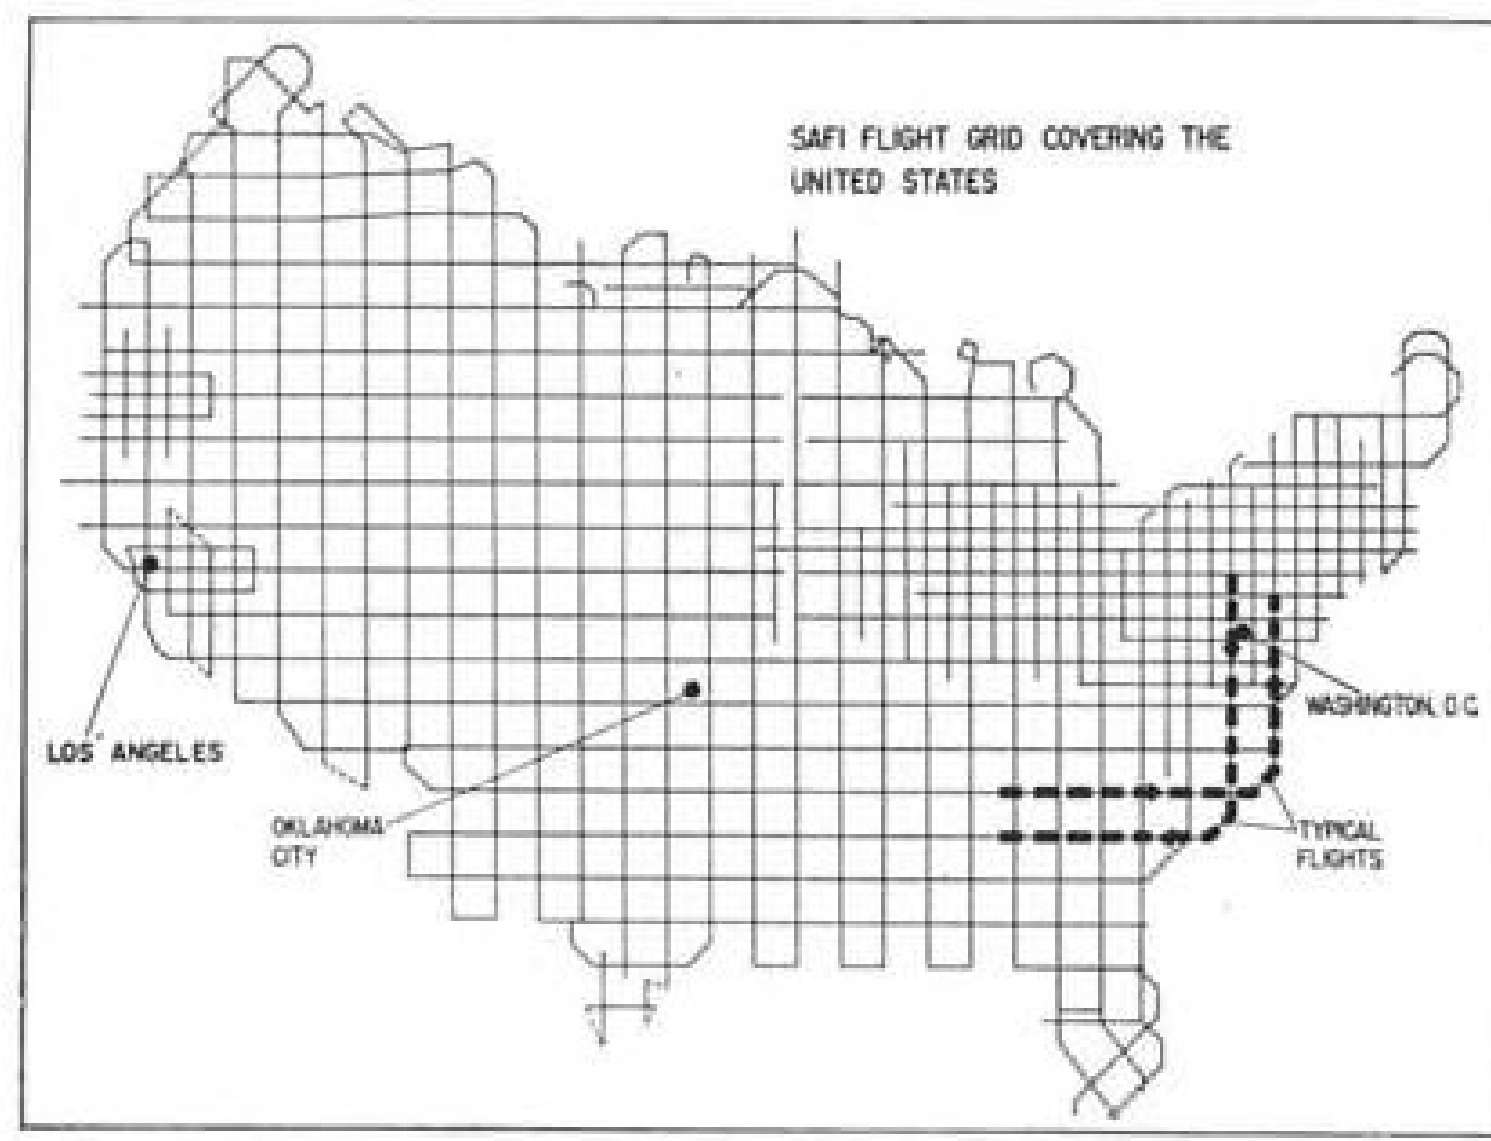 SAFI FLIGHT GRID COVERING THE
UNITED STATES
WASHINGTON, D.C.
LOS ANGELES
OKLAHOMA
CITY
TYPICAL
FLIGHTS